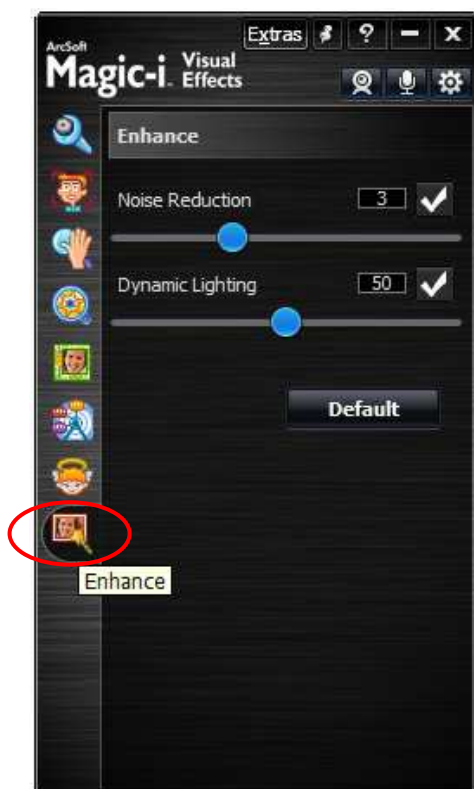 Extras ? – x
ArcSoft
Magic-i Visual Effects
Enhance
Noise Reduction 3
Dynamic Lighting 50
Default
Enhance